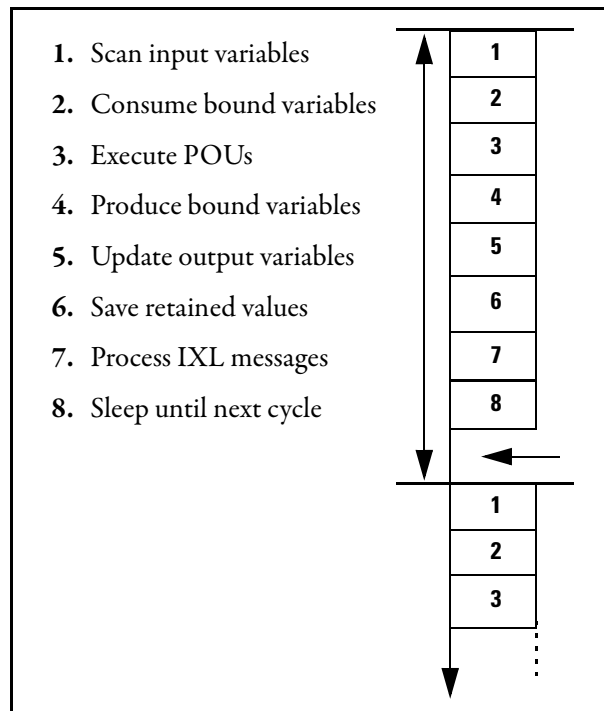 1. Scan input variables
2. Consume bound variables
3. Execute POUs
4. Produce bound variables
5. Update output variables
6. Save retained values
7. Process IXL messages
8. Sleep until next cycle
1
2
3
4
5
6
7
8
1
2
3